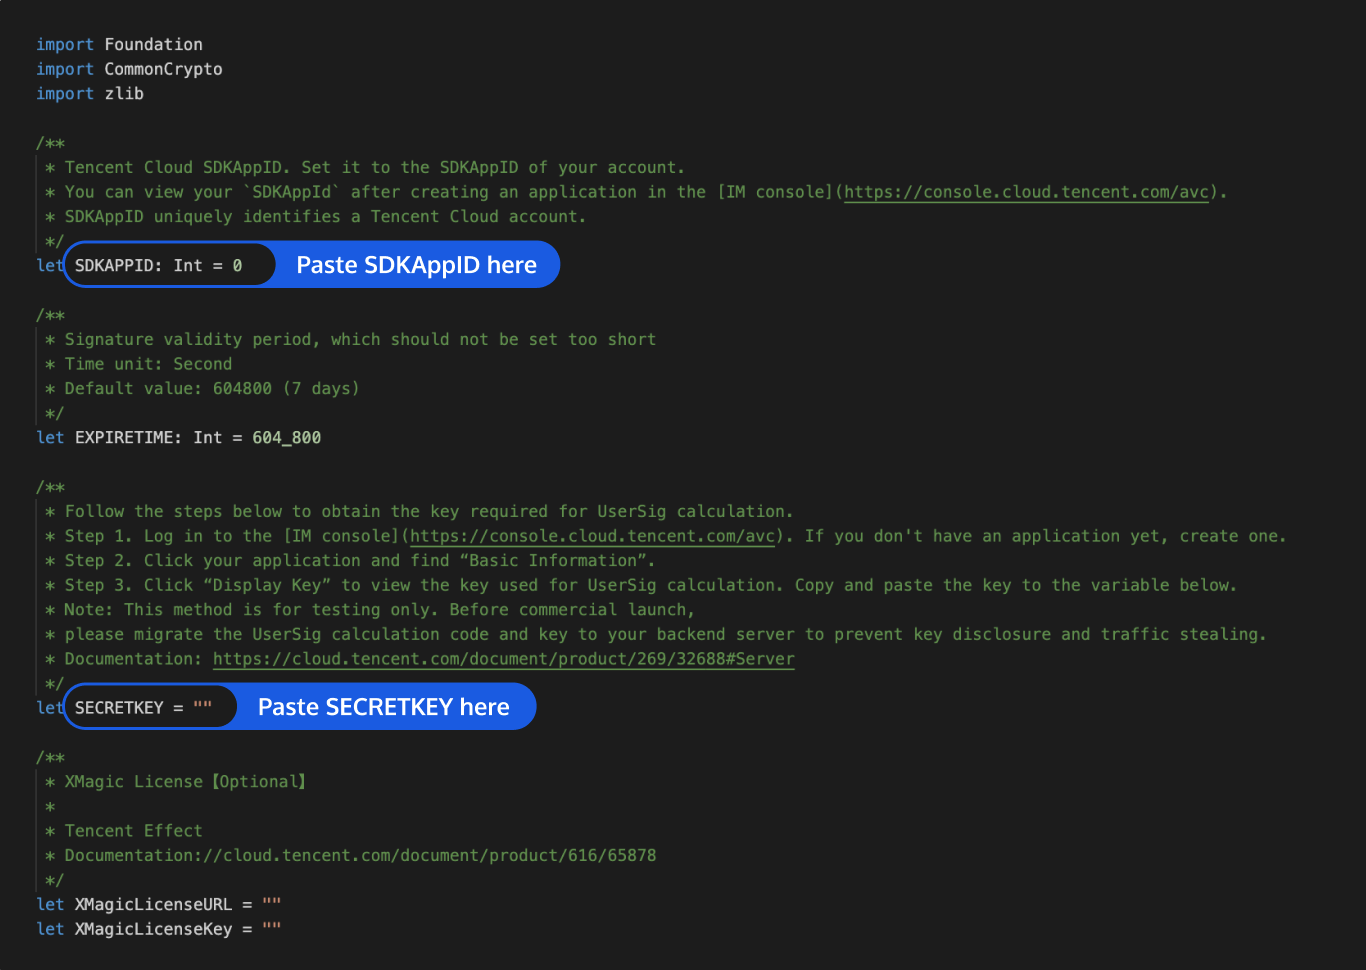 import Foundation
import CommonCrypto
import zlib
/**
* Tencent Cloud SDKAppID. Set it to the SDKAppID of your account.
* You can view your `SDKAppId` after creating an application in the [IM console](https://console.cloud.tencent.com/avc).
* SDKAppID uniquely identifies a Tencent Cloud account.
*/
let SDKAPPID: Int = 0 Paste SDKAppID here
/**
* Signature validity period, which should not be set too short
* Time unit: Second
* Default value: 604800 (7 days)
*/
let EXPIRETIME: Int = 604_800
/**
* Follow the steps below to obtain the key required for UserSig calculation.
* Step 1. Log in to the [IM console](https://console.cloud.tencent.com/avc). If you don't have an application yet, create one.
* Step 2. Click your application and find “Basic Information”.
* Step 3. Click “Display Key” to view the key used for UserSig calculation. Copy and paste the key to the variable below.
* Note: This method is for testing only. Before commercial launch,
* please migrate the UserSig calculation code and key to your backend server to prevent key disclosure and traffic stealing.
* Documentation: https://cloud.tencent.com/document/product/269/32688#Server
*/
let SECRETKEY = "" Paste SECRETKEY here
/**
* XMagic License【Optional】
*
* Tencent Effect
* Documentation://cloud.tencent.com/document/product/616/65878
*/
let XMagicLicenseURL = ""
let XMagicLicenseKey = ""